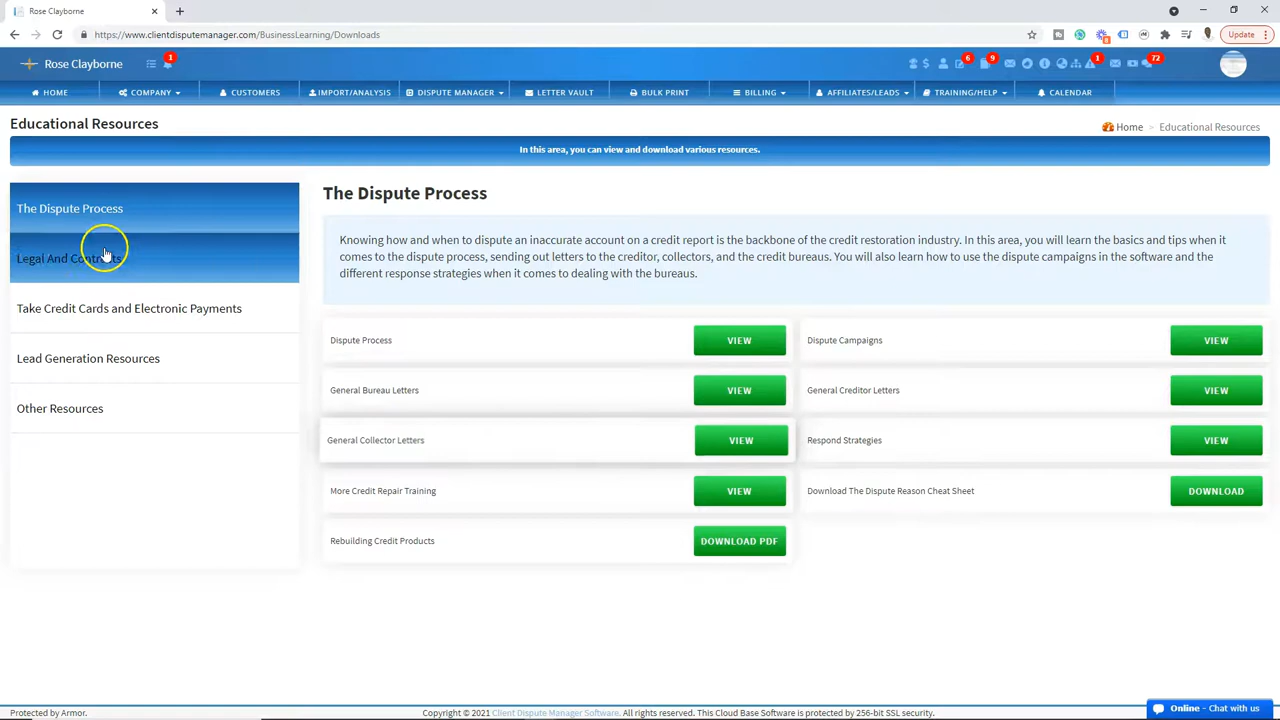 Rose Clayborne
https://www.clientdisputemanager.com/BusinessLearning/Downloads
Update
Rose Clayborne
1
6
9
1
72
HOME
COMPANY
CUSTOMERS
IMPORT/ANALYSIS
DISPUTE MANAGER
LETTER VAULT
BULK PRINT
BILLING
AFFILIATES/LEADS
TRAINING/HELP
CALENDAR
Educational Resources
Home > Educational Resources
In this area, you can view and download various resources.
The Dispute Process
Legal And Contracts
Take Credit Cards and Electronic Payments
Lead Generation Resources
Other Resources
The Dispute Process
Knowing how and when to dispute an inaccurate account on a credit report is the backbone of the credit restoration industry. In this area, you will learn the basics and tips when it
comes to the dispute process, sending out letters to the creditor, collectors, and the credit bureaus. You will also learn how to use the dispute campaigns in the software and the
different response strategies when it comes to dealing with the bureaus.
Dispute Process VIEW
Dispute Campaigns VIEW
General Bureau Letters VIEW
General Creditor Letters VIEW
General Collector Letters VIEW
Respond Strategies VIEW
More Credit Repair Training VIEW
Download The Dispute Reason Cheat Sheet DOWNLOAD
Rebuilding Credit Products DOWNLOAD PDF
Protected by Armor.
Copyright © 2021 Client Dispute Manager Software. All rights reserved. This Cloud Base Software is protected by 256-bit SSL security.
Online - Chat with us